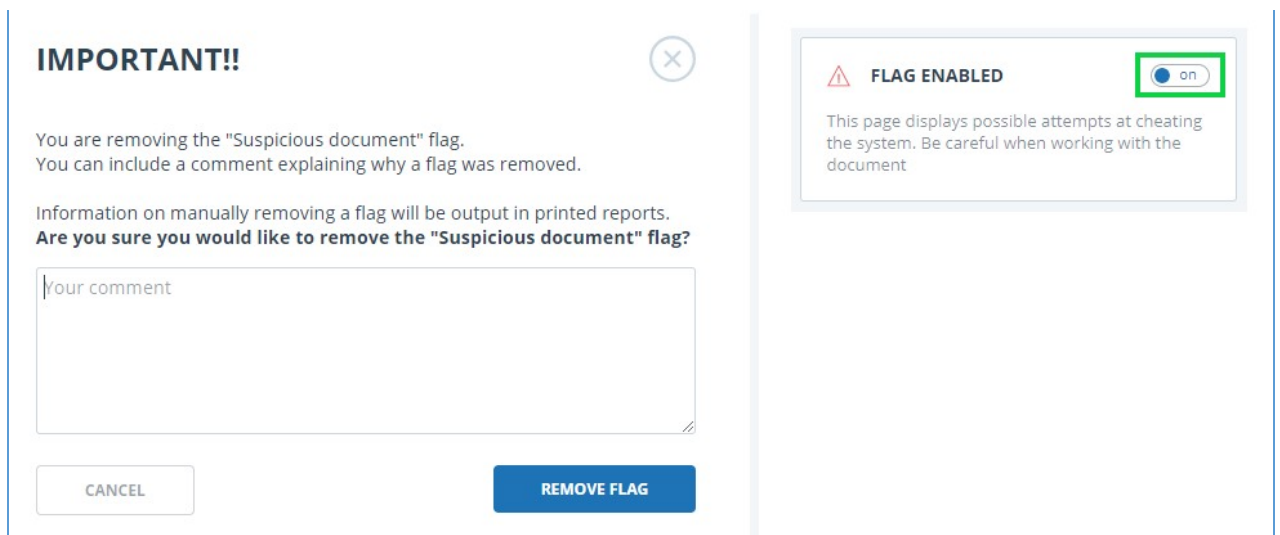 IMPORTANT!!
You are removing the "Suspicious document" flag.
You can include a comment explaining why a flag was removed.
Information on manually removing a flag will be output in printed reports.
Are you sure you would like to remove the "Suspicious document" flag?
Your comment
CANCEL
REMOVE FLAG
FLAG ENABLED
on
This page displays possible attempts at cheating
the system. Be careful when working with the
document